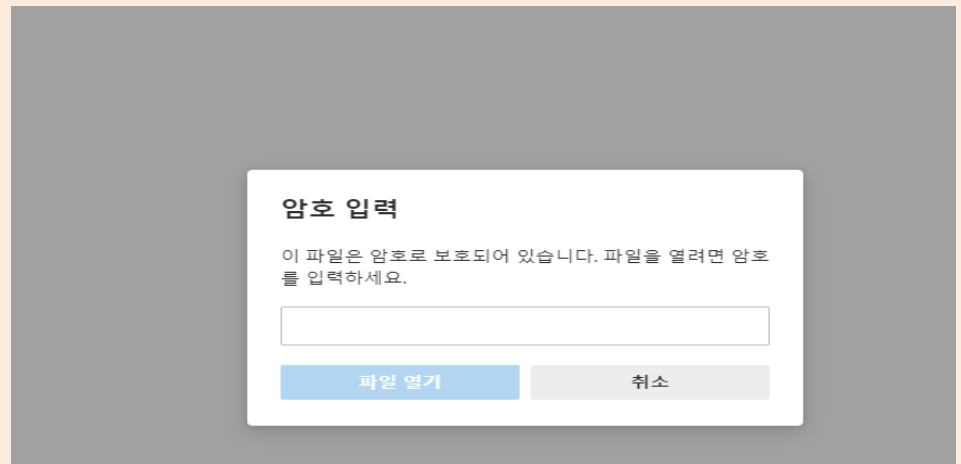 암호 입력
이 파일은 암호로 보호되어 있습니다. 파일을 열려면 암호
를 입력하세요.
파일 열기
취소